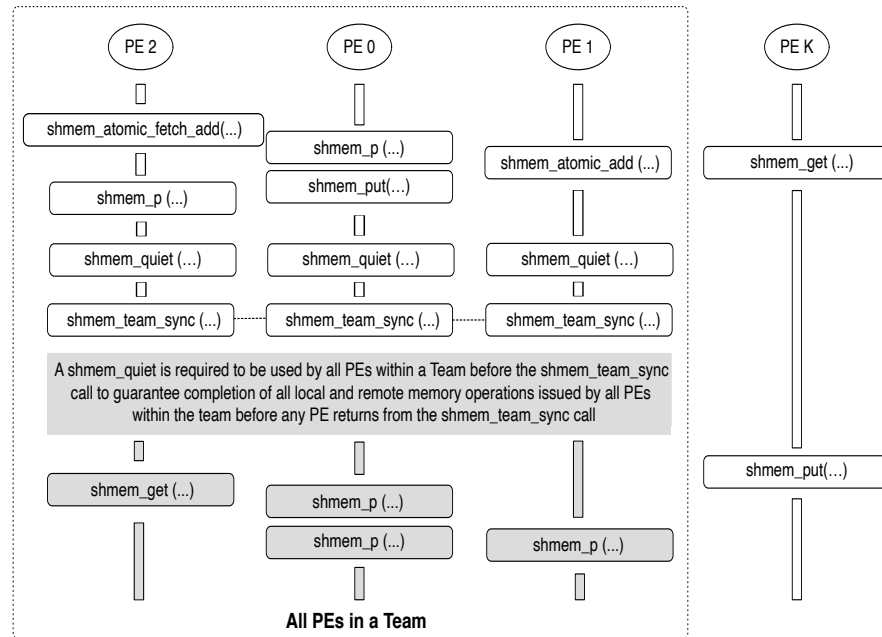 PE 2
PE 0
PE 1
PE K
shmem_atomic_fetch_add(...)
shmem_p (...)
shmem_atomic_add (...)
shmem_get (...)
shmem_p (...)
shmem_put(…)
shmem_quiet (…)
shmem_quiet (…)
shmem_quiet (…)
shmem_team_sync (...)
shmem_team_sync (...)
shmem_team_sync (...)
A shmem_quiet is required to be used by all PEs within a Team before the shmem_team_sync
call to guarantee completion of all local and remote memory operations issued by all PEs
within the team before any PE returns from the shmem_team_sync call
shmem_get (...)
shmem_p (...)
shmem_put(…)
shmem_p (...)
shmem_p (...)
All PEs in a Team